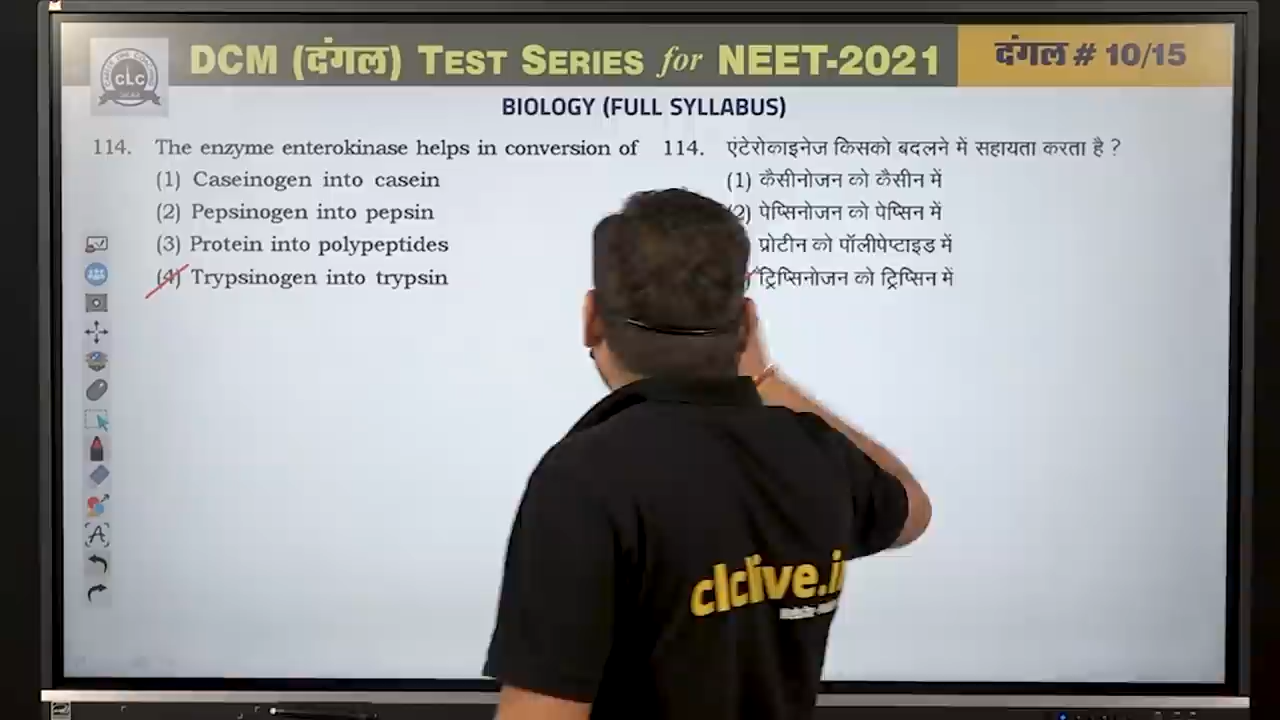 DCM (दंगल) TEST SERIES for NEET-2021
दंगल # 10/15
CLC
BIOLOGY (FULL SYLLABUS)
114. The enzyme enterokinase helps in conversion of
(1) Caseinogen into casein
(2) Pepsinogen into pepsin
(3) Protein into polypeptides
(4) Trypsinogen into trypsin
114. एंटेरोकाइनेज किसको बदलने में सहायता करता है ?
(1) कैसीनोजन को कैसीन में
2) पेप्सिनोजन को पेप्सिन में
प्रोटीन को पॉलीपेप्टाइड में
) ट्रिप्सिनोजन को ट्रिप्सिन में
A
clclive.i